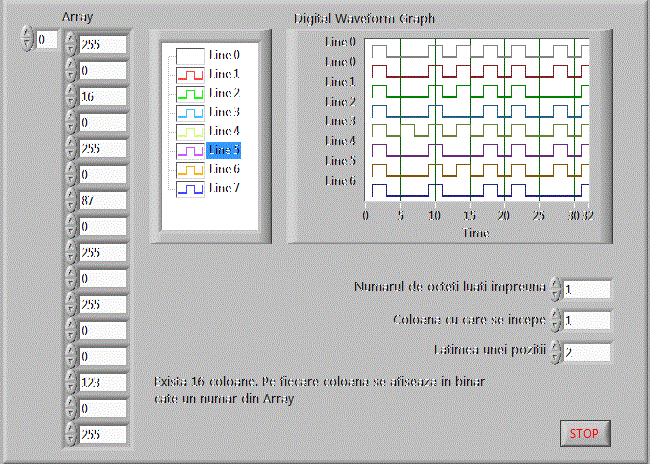 Array
0
255
0
16
0
255
0
87
0
255
0
255
0
0
123
0
255
Line 0
Line 1
Line 2
Line 3
Line 4
Line 5
Line 6
Line 7
Digital Waveform Graph
Line 0
Line 0
Line 1
Line 2
Line 3
Line 4
Line 5
Line 6
0 5 10 15 20 25 30 32
Time
Numarul de octeti luati impreuna 1
Coloana cu care se incepe 1
Latimea unei pozitii 2
Exista 16 coloane. Pe fiecare coloana se afiseaza in binar
cate un numar din Array
STOP